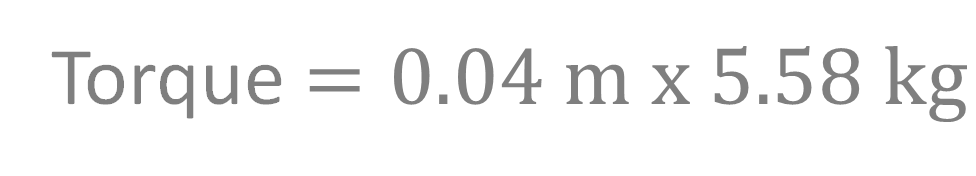 Torque = 0.04 m x 5.58 kg